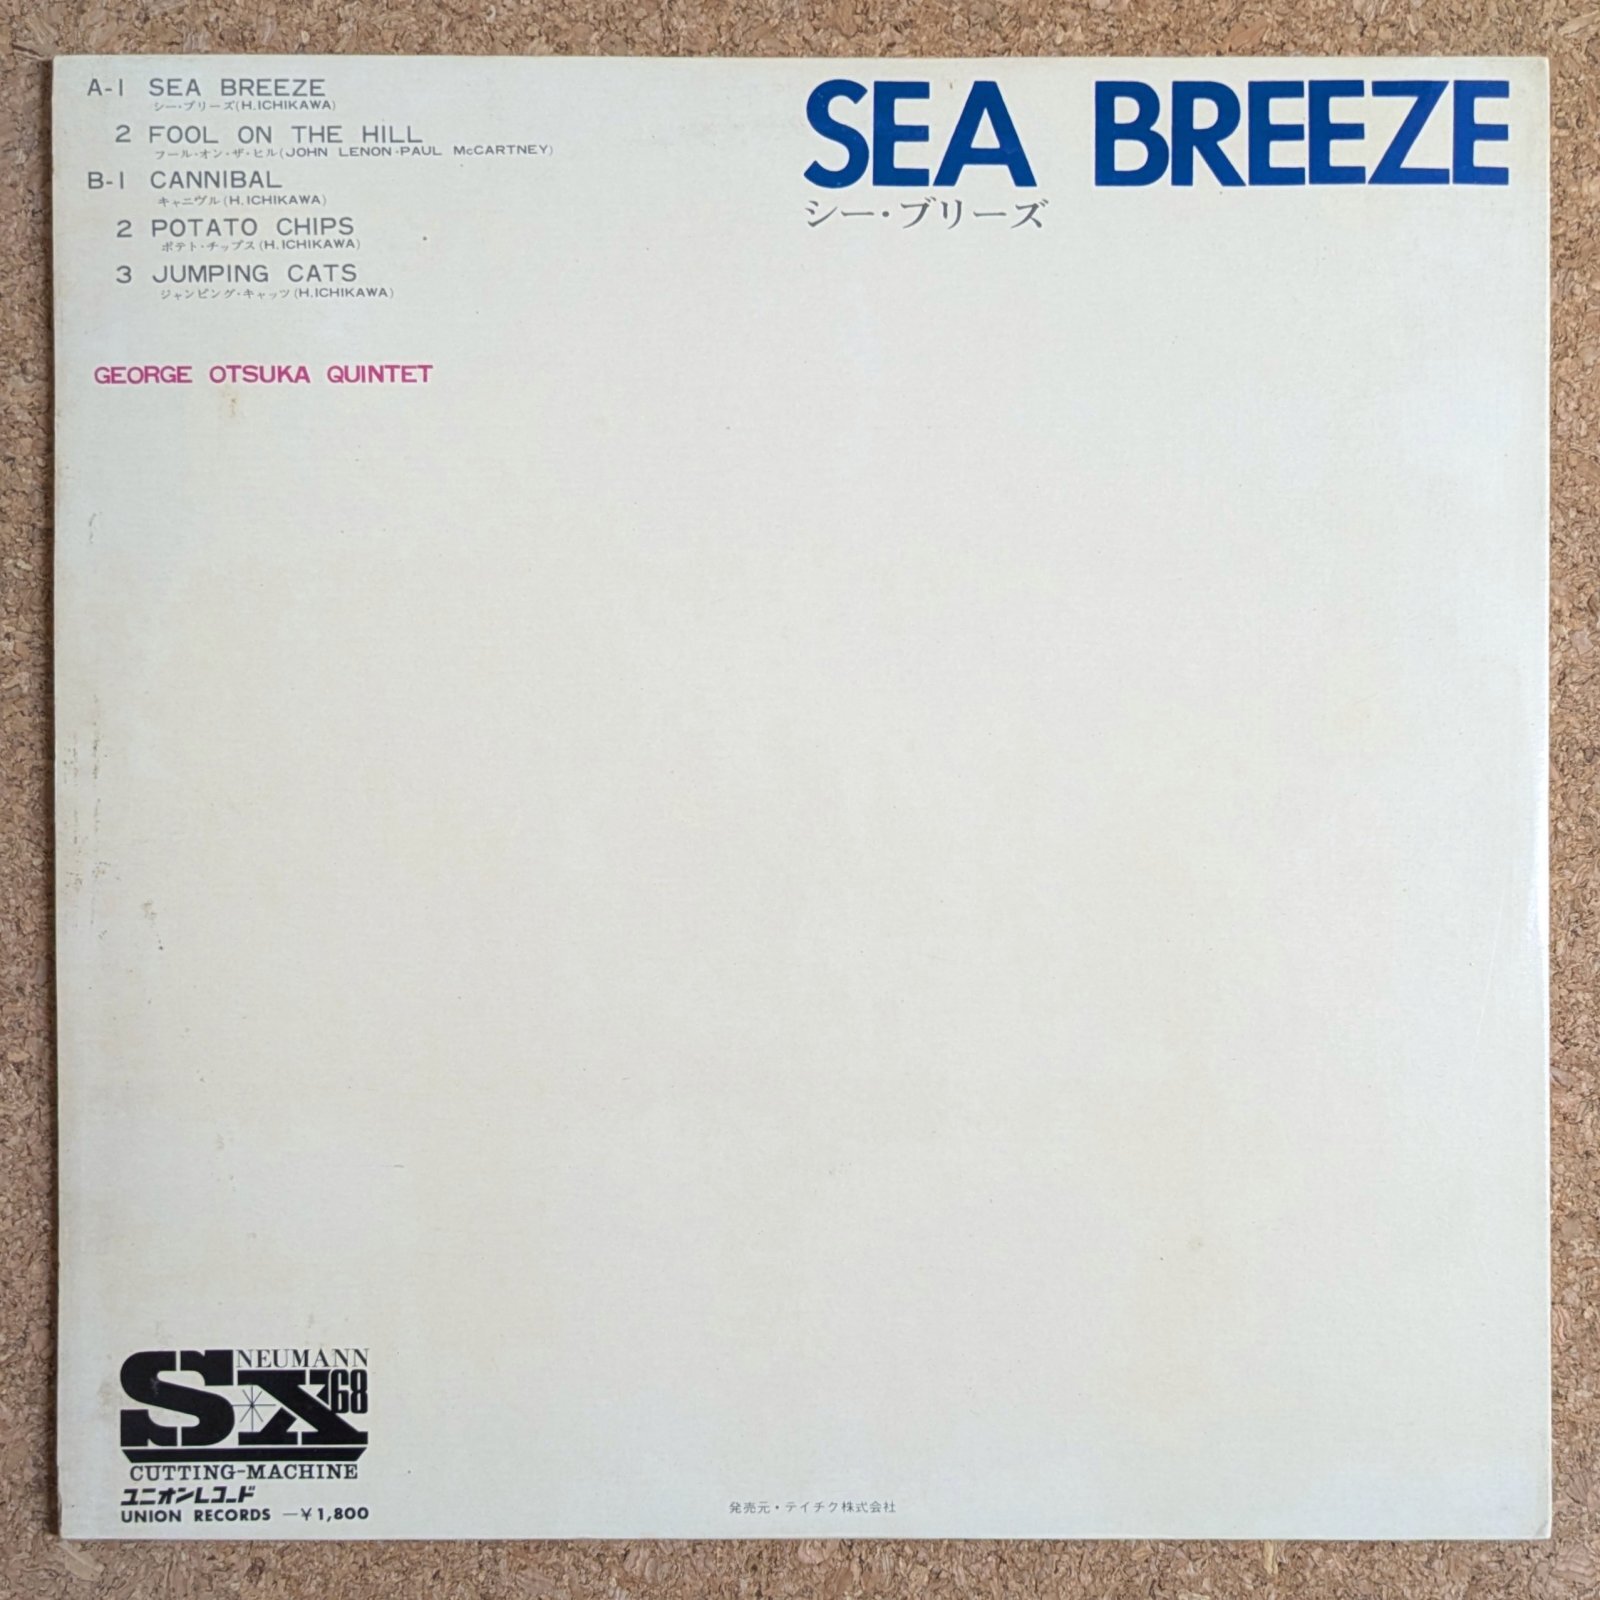 A-1 SEA BREEZE
シー・ブリーズ(H.ICHIKAWA)
2 FOOL ON THE HILL
フール・オン・ザ・ヒル(JOHN LENON・PAUL McCARTNEY)
B-1 CANNIBAL
キャニヴル(H.ICHIKAWA)
2 POTATO CHIPS
ポテト・チップス(H.ICHIKAWA)
3 JUMPING CATS
ジャンピング・キャッツ(H.ICHIKAWA)
GEORGE OTSUKA QUINTET
SEA BREEZE
シー・ブリーズ
NEUMANN
SX68
CUTTING-MACHINE
ユニオンレコード
UNION RECORDS —¥1,800
発売元・テイチク株式会社